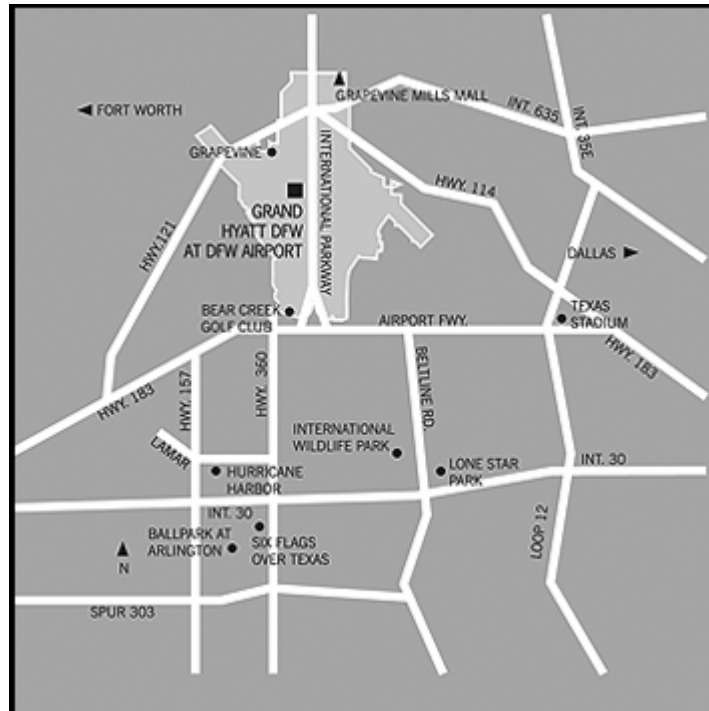 GRAPEVINE MILLS MALL
INT. 635
INT. 35E
FORT WORTH
GRAPEVINE
INTERNATIONAL PARKWAY
HWY. 114
GRAND
HYATT DFW
AT DFW AIRPORT
HWY.121
DALLAS
BEAR CREEK
GOLF CLUB
AIRPORT FWY.
TEXAS
STADIUM
HWY. 183
HWY. 183
HWY. 157
HWY. 360
BELTLINE RD.
INTERNATIONAL
WILDLIFE PARK
LAMAR
HURRICANE
HARBOR
LONE STAR
PARK
INT. 30
INT. 30
BALLPARK AT
ARLINGTON
SIX FLAGS
OVER TEXAS
LOOP 12
N
SPUR 303